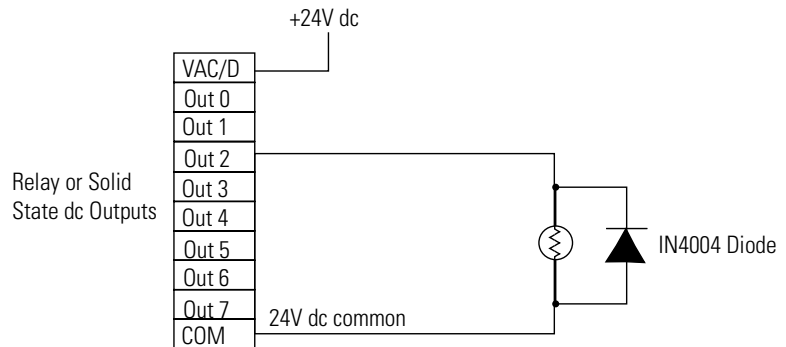 +24V dc
VAC/D
Out 0
Out 1
Out 2
Out 3
Out 4
Out 5
Out 6
Out 7
COM
Relay or Solid
State dc Outputs
IN4004 Diode
24V dc common